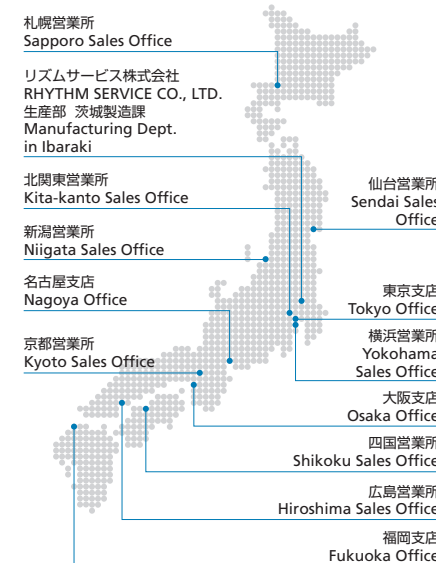 札幌営業所
Sapporo Sales Office
リズムサービス株式会社
RHYTHM SERVICE CO., LTD.
生産部 茨城製造課
Manufacturing Dept.
in Ibaraki
北関東営業所
Kita-kanto Sales Office
新潟営業所
Niigata Sales Office
名古屋支店
Nagoya Office
京都営業所
Kyoto Sales Office
仙台営業所
Sendai Sales
Office
東京支店
Tokyo Office
横浜営業所
Yokohama
Sales Office
大阪支店
Osaka Office
四国営業所
Shikoku Sales Office
広島営業所
Hiroshima Sales Office
福岡支店
Fukuoka Office